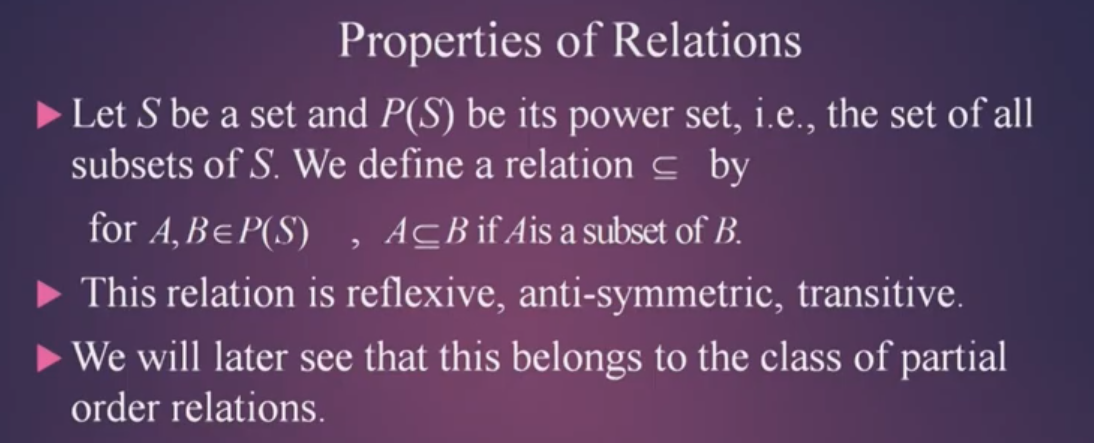 Properties of Relations
▶ Let S be a set and P(S) be its power set, i.e., the set of all
subsets of S. We define a relation ⊆ by
for A, B∈P(S) , A⊆B if A is a subset of B.
▶ This relation is reflexive, anti-symmetric, transitive.
▶ We will later see that this belongs to the class of partial
order relations.